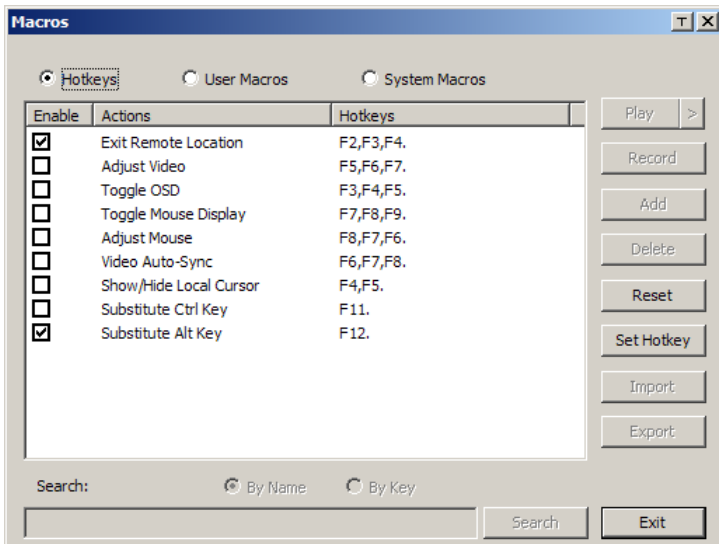 Macros T X
Hotkeys User Macros System Macros
Enable Actions Hotkeys
Play >
Exit Remote Location F2,F3,F4.
Adjust Video F5,F6,F7.
Record
Toggle OSD F3,F4,F5.
Toggle Mouse Display F7,F8,F9.
Add
Adjust Mouse F8,F7,F6.
Video Auto-Sync F6,F7,F8.
Delete
Show/Hide Local Cursor F4,F5.
Reset
Substitute Ctrl Key F11.
Substitute Alt Key F12.
Set Hotkey
Import
Export
Search: By Name By Key
Search Exit